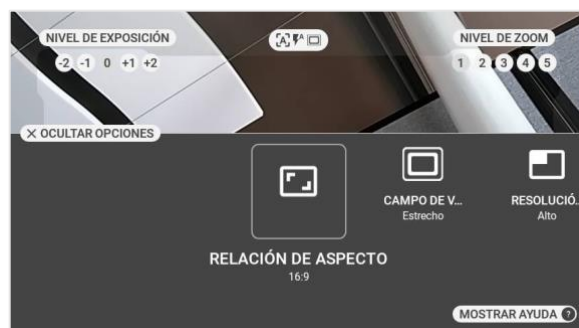 NIVEL DE EXPOSICIÓN
A A
NIVEL DE ZOOM
-2 -1 0 +1 +2
1 2 3 4 5
X OCULTAR OPCIONES
CAMPO DE V...
Estrecho
RESOLUCIÓ...
Alto
RELACIÓN DE ASPECTO
16:9
MOSTRAR AYUDA ?